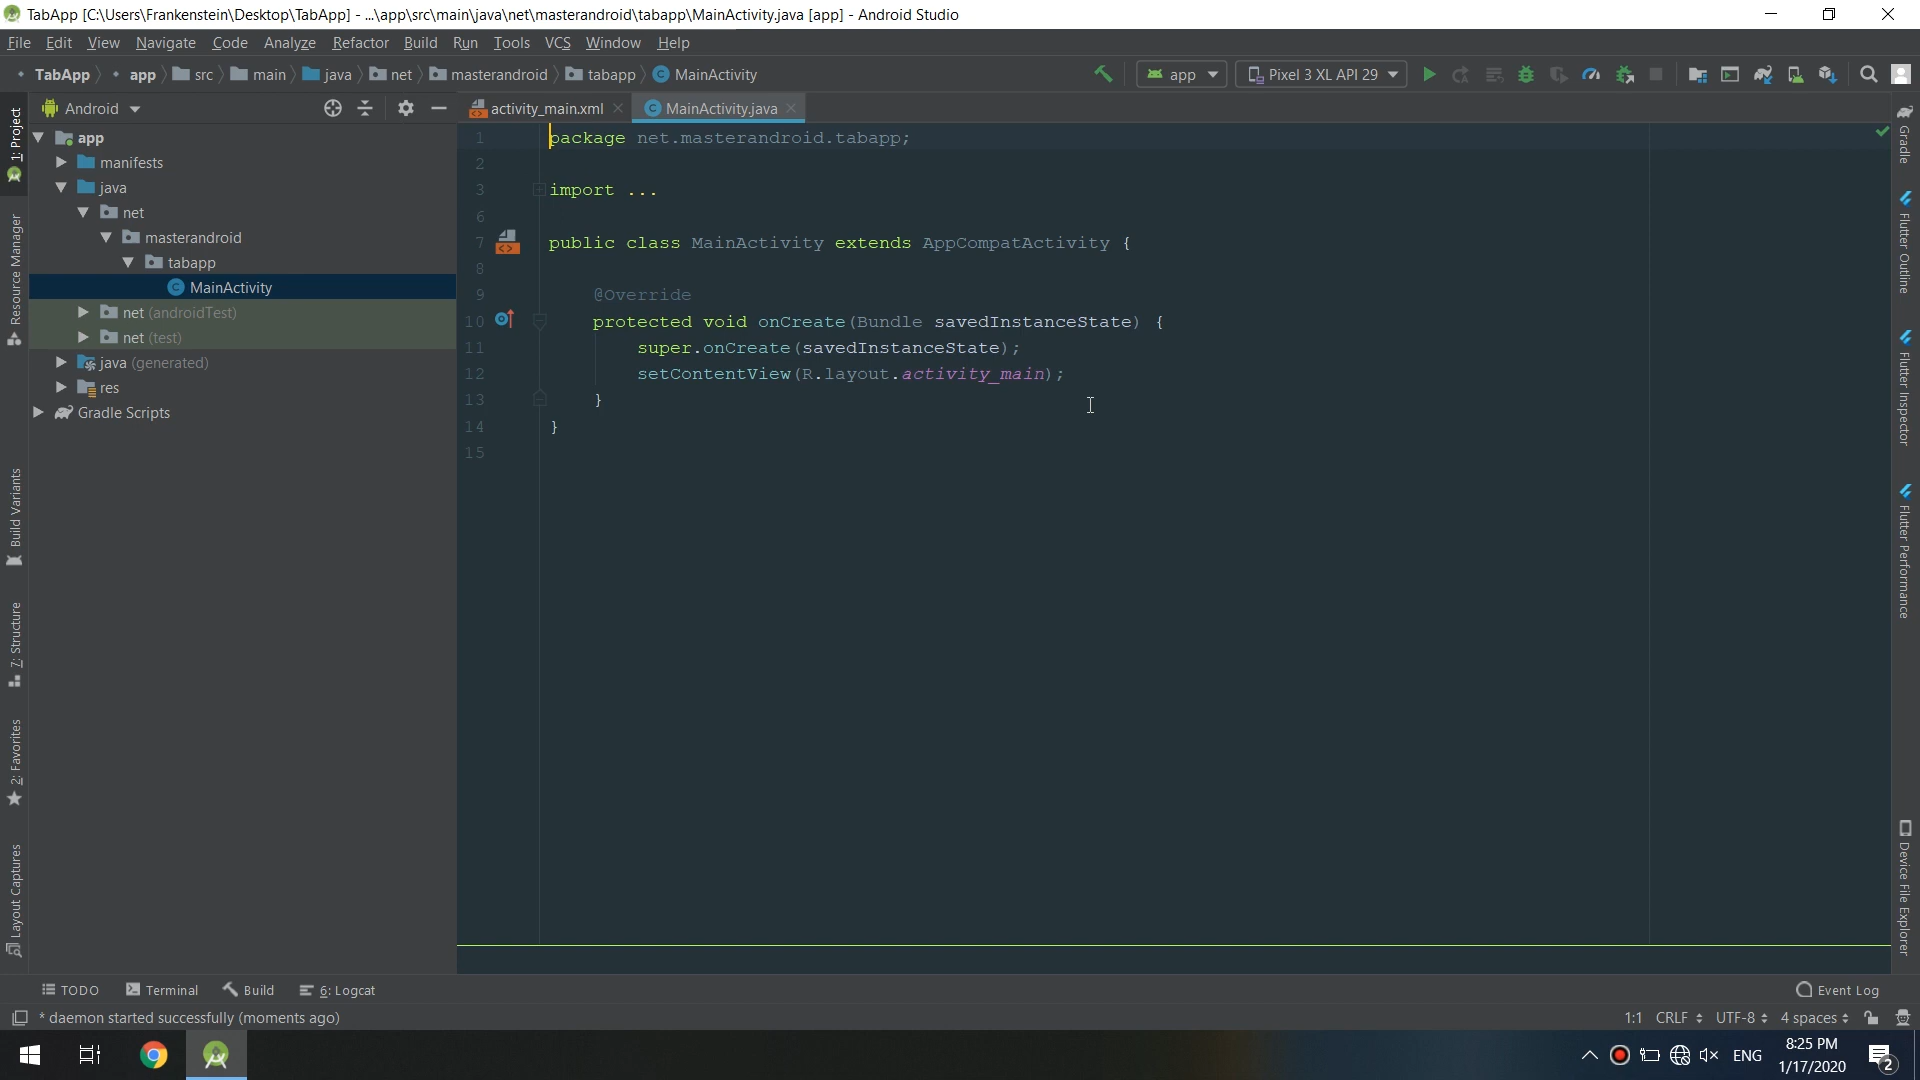 TabApp [C:\Users\Frankenstein\Desktop\TabApp] - ...\app\src\main\java\net\masterandroid\tabapp\MainActivity.java [app] - Android Studio
File Edit View Navigate Code Analyze Refactor Build Run Tools VCS Window Help
TabApp app src main java net masterandroid tabapp MainActivity app Pixel 3 XL API 29
Android
activity_main.xml MainActivity.java
app
manifests
java
net
masterandroid
tabapp
MainActivity
net (androidTest)
net (test)
java (generated)
res
Gradle Scripts
1: Project
Resource Manager
Build Variants
7: Structure
2: Favorites
Layout Captures
1 package net.masterandroid.tabapp;
2
3 import ...
6
7 public class MainActivity extends AppCompatActivity {
8
9 @Override
10 protected void onCreate(Bundle savedInstanceState) {
11 super.onCreate(savedInstanceState);
12 setContentView(R.layout.activity_main);
13 }
14 }
15
Gradle
Flutter Outline
Flutter Inspector
Flutter Performance
Device File Explorer
TODO Terminal Build 6: Logcat Event Log
* daemon started successfully (moments ago) 1:1 CRLF UTF-8 4 spaces
ENG 8:25 PM
1/17/2020 2